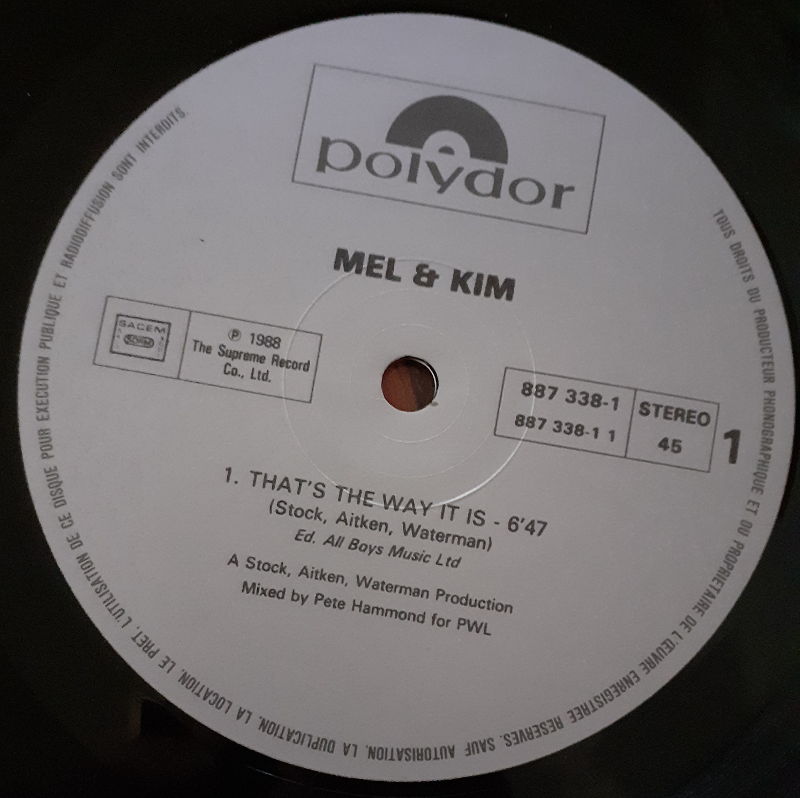 polydor
MEL & KIM
SACEM
SDRM
℗ 1988
The Supreme Record
Co., Ltd.
887 338-1
887 338-1 1
STEREO
45
1
1. THAT'S THE WAY IT IS - 6'47
(Stock, Aitken, Waterman)
Ed. All Boys Music Ltd
A Stock, Aitken, Waterman Production
Mixed by Pete Hammond for PWL
TOUS DROITS DU PRODUCTEUR PHONOGRAPHIQUE ET DU PROPRIETAIRE DE L'ŒUVRE ENREGISTREE RESERVES. SAUF AUTORISATION, LA DUPLICATION, LA LOCATION, LE PRET, L'UTILISATION DE CE DISQUE POUR EXECUTION PUBLIQUE ET RADIODIFFUSION SONT INTERDITS.